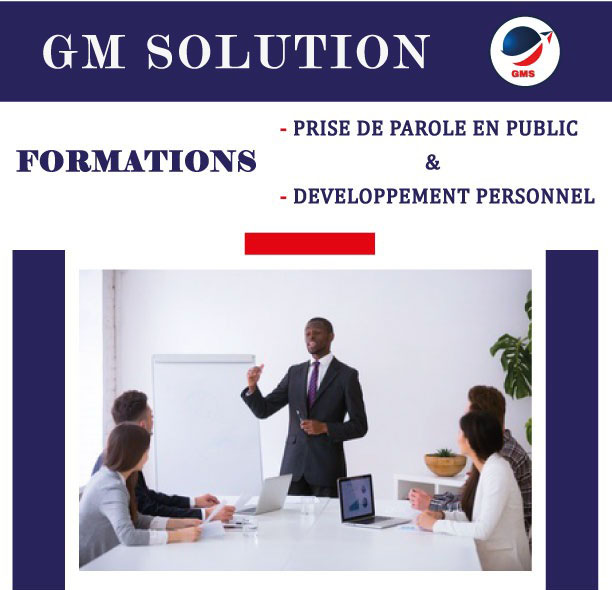 GM SOLUTION
GMS
FORMATIONS
- PRISE DE PAROLE EN PUBLIC
&
- DEVELOPPEMENT PERSONNEL